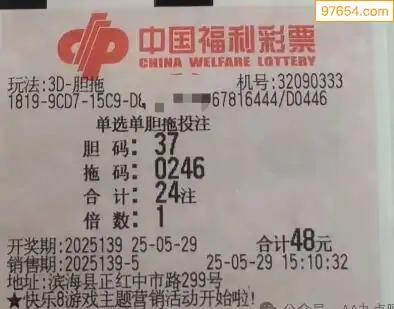 97654.com
中国福利彩票
CHINA WELFARE LOTTERY
玩法:3D-胆拖 机号:32090333
1819-9CD7-15C9-D 67816444/D0446
单选单胆拖投注
胆 码: 37
拖 码: 0246
合 计: 24注
倍 数: 1
开奖期:2025139 25-05-29 合计48元
销售期:2025139-5 25-05-29 15:10:32
地址:滨海县正红中市路299号
★快乐8游戏主题营销活动开始啦!
公众号